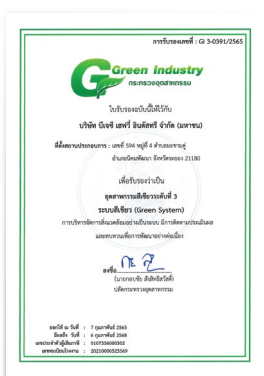 การรับรองเลขที่ : GI 3-0391/2565
Green Industry
กระทรวงอุตสาหกรรม
ใบรับรองฉบับนี้ให้ไว้กับ
บริษัท บีเจซี เฮฟวี่ อินดัสทรี จำกัด (มหาชน)
ที่ตั้งสถานประกอบการ : เลขที่ 594 หมู่ที่ 4 ตำบลมะขามคู่
อำเภอนิคมพัฒนา จังหวัดระยอง 21180
เพื่อรับรองว่าเป็น
อุตสาหกรรมสีเขียวระดับที่ 3
ระบบสีเขียว (Green System)
การบริหารจัดการสิ่งแวดล้อมอย่างเป็นระบบ มีการติดตามประเมินผล
และทบทวนเพื่อการพัฒนาอย่างต่อเนื่อง
ลงชื่อ
(นายกอบชัย สังสิทธิสวัสดิ์)
ปลัดกระทรวงอุตสาหกรรม
ออกให้ ณ วันที่ : 7 กุมภาพันธ์ 2565
มีผลถึง วันที่ : 6 กุมภาพันธ์ 2568
เลขประจำตัวผู้เสียภาษี : 0107556000302
เลขทะเบียนโรงงาน : 20210000525569